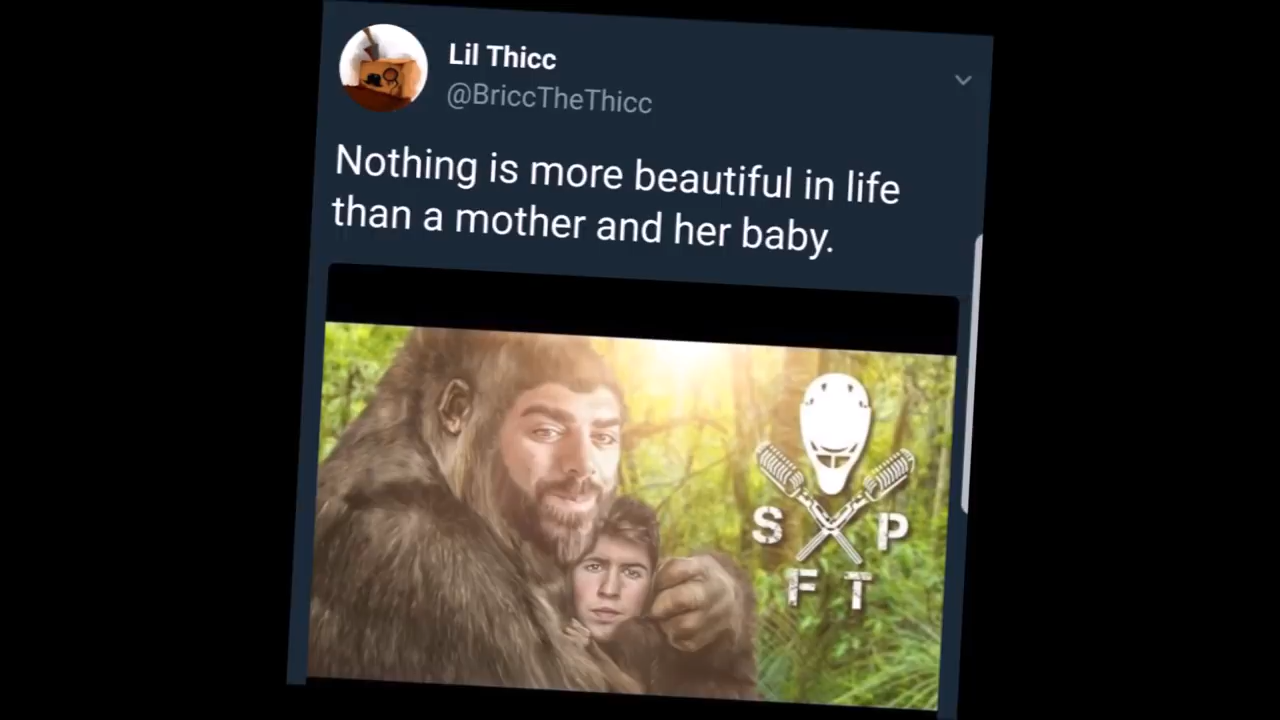 Lil Thicc
@BriccTheThicc
Nothing is more beautiful in life
than a mother and her baby.
S P
F T